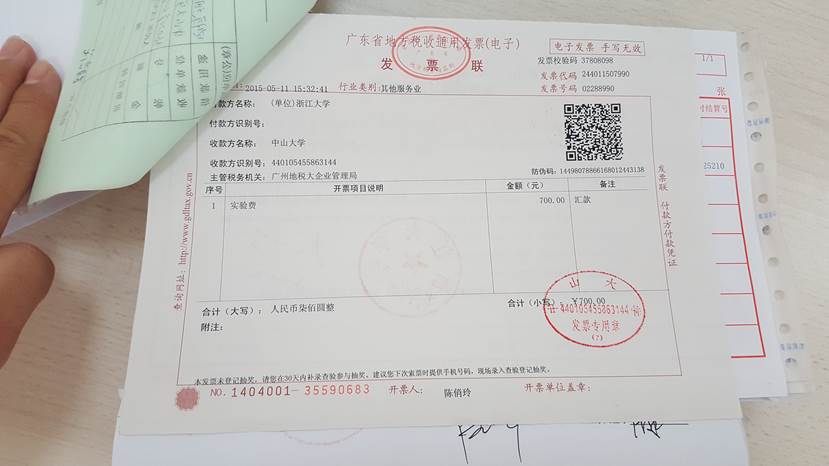 广东省地方税收通用发票(电子)
发 票 联
电子发票 手写无效
发票校验码 37808098
发票代码 244011507990
发票号码 02288990
2015-05-11 15:32:41 行业类别:其他服务业
付款方名称: (单位)浙江大学
付款方识别号:
收款方名称: 中山大学
收款方识别号: 440105455863144
主管税务机关: 广州地税大企业管理局
防伪码: 14498078866168012443138
序号 开票项目说明 金额(元) 备注
1 实验费 700.00 汇款
合计(大写): 人民币柒佰圆整 合计(小写): ¥700.00
附注:
本发票未登记抽奖,请您在30天内补录查验参与抽奖。建议您下次索票时提供手机号码,现场录入查验登记抽奖。
NO. 1404001-35590683 开票人: 陈俏玲 开票单位盖章:
查询网址: http://www.gdltax.gov.cn
发票联 付款方付款凭证
440105455863144
发票专用章
(7)
1/1
张
付结算号
25210